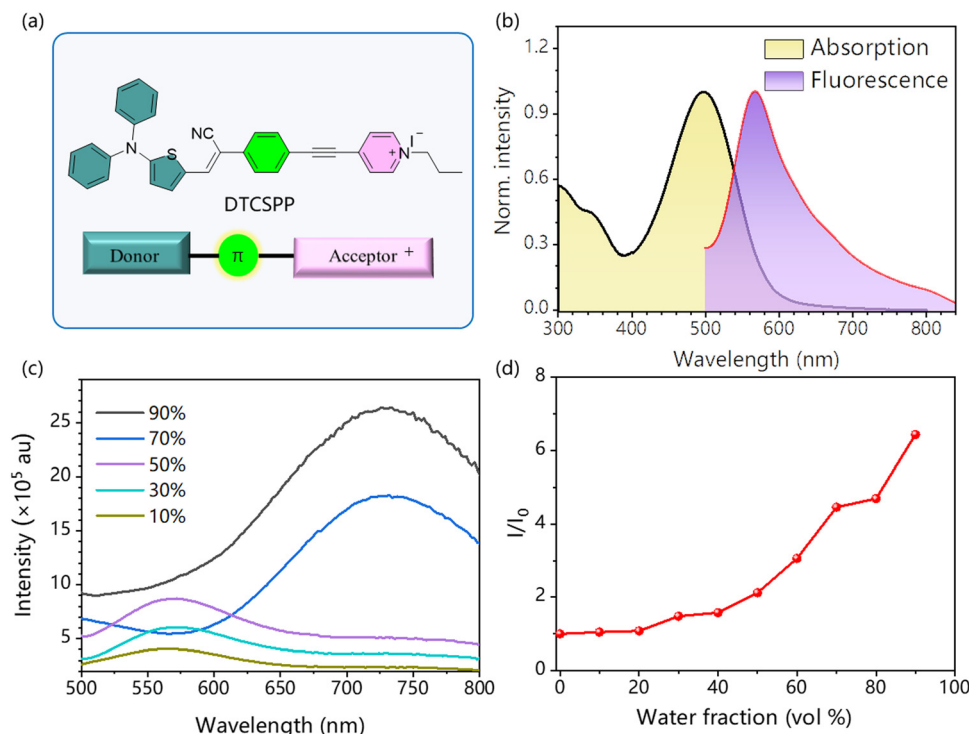 (a)
NC
N
S
I⁻
N
+
DTCSPP
Donor
π
Acceptor +
(b)
Norm. intensity
1.2
0.9
0.6
0.3
0.0
Absorption
Fluorescence
300 400 500 600 700 800
Wavelength (nm)
(c)
Intensity (×10⁵ au)
25
20
15
10
5
90%
70%
50%
30%
10%
500 550 600 650 700 750 800
Wavelength (nm)
(d)
I/I₀
8
6
4
2
0
0 20 40 60 80 100
Water fraction (vol %)